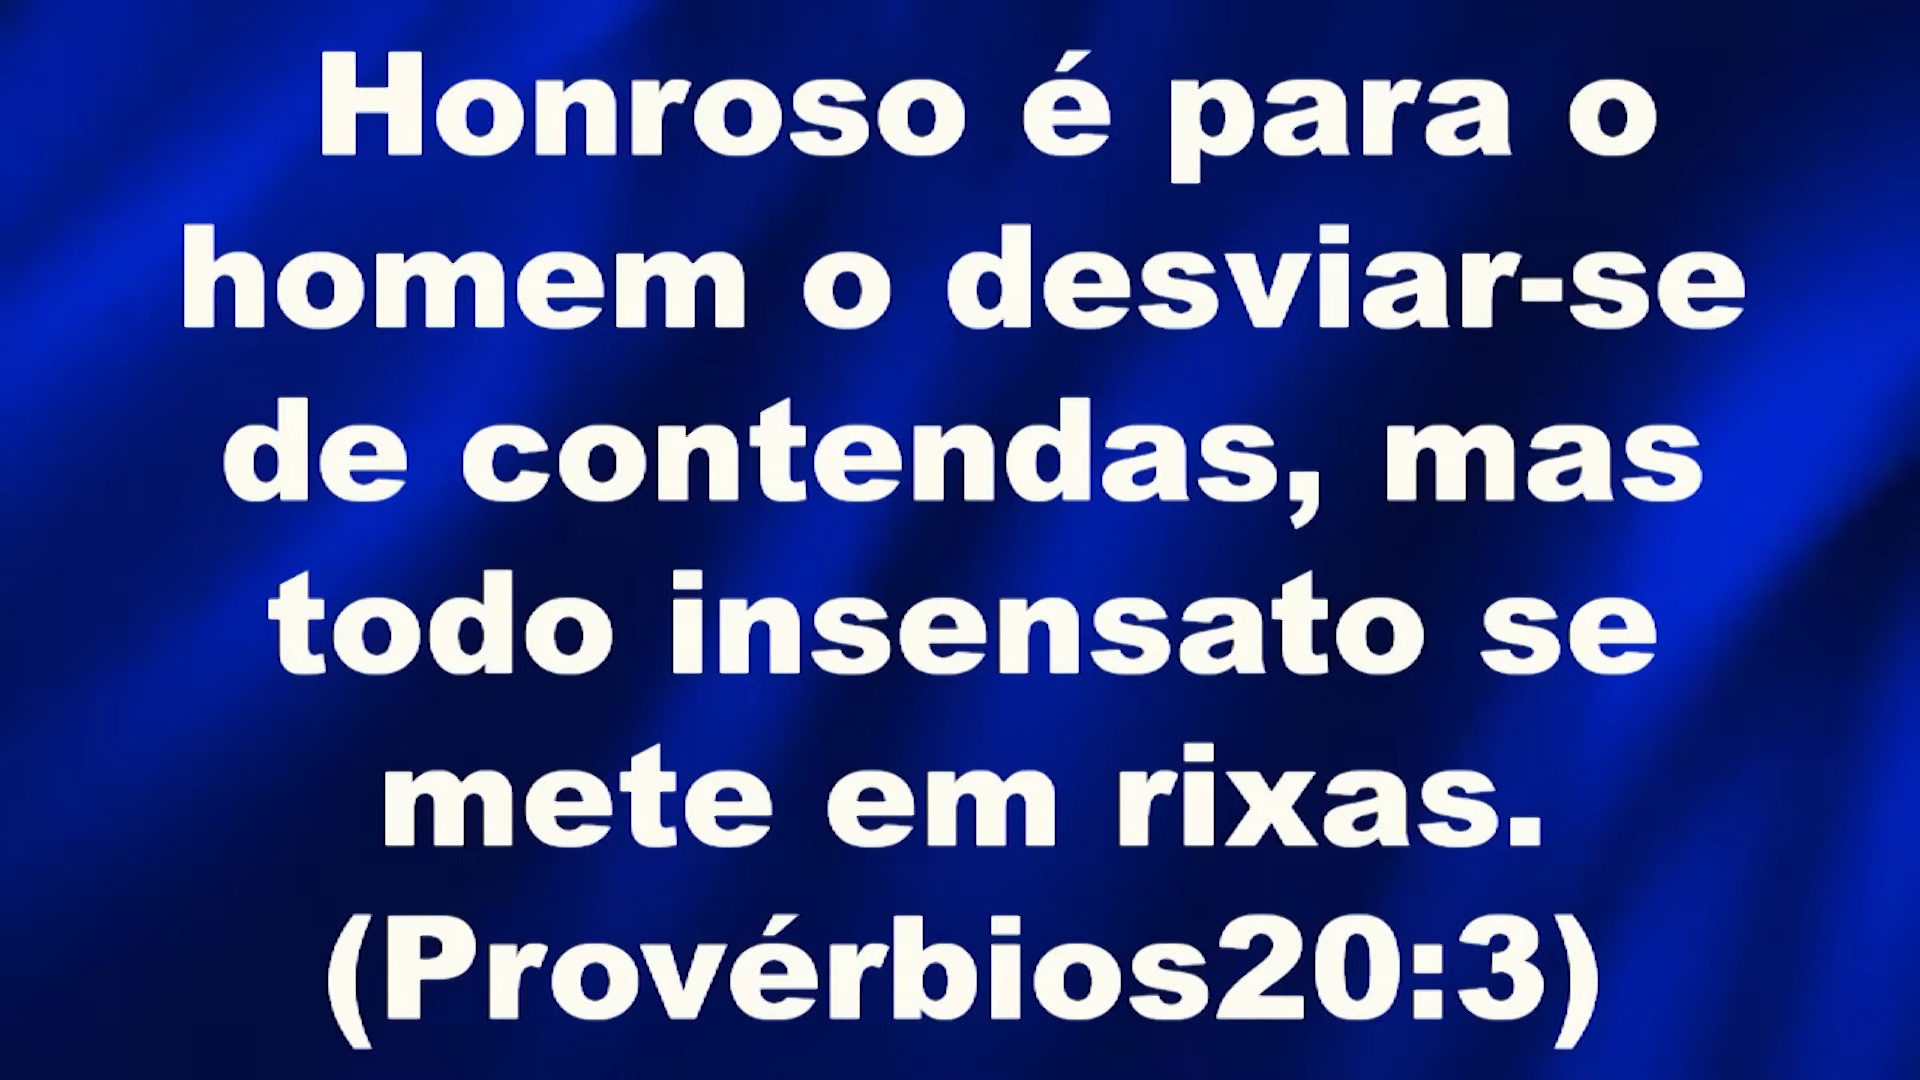 Honroso é para o
homem o desviar-se
de contendas, mas
todo insensato se
mete em rixas.
(Provérbios20:3)